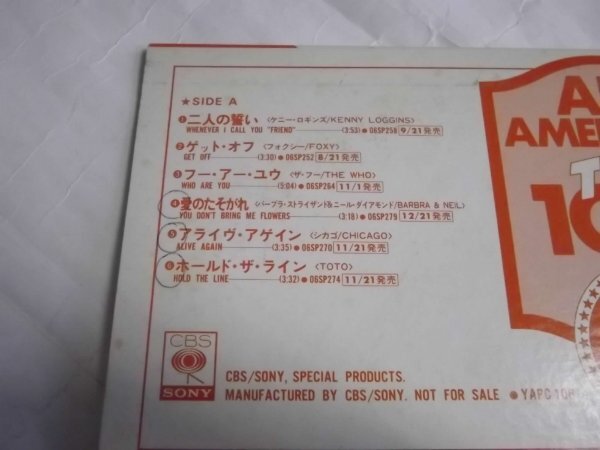 ★SIDE A
❶二人の誓い〈ケニー・ロギンズ/KENNY LOGGINS〉
WHENEVER I CALL YOU "FRIEND"―(3:53)●06SP258 9/21発売
❷ゲット・オフ〈フォクシー/FOXY〉
GET OFF―(3:30)●06SP252 8/21発売
❸フー・アー・ユウ〈ザ・フー/THE WHO〉
WHO ARE YOU―(5:04)●06SP264 11/1発売
❹愛のたそがれ〈バーブラ・ストライザンド&ニール・ダイアモンド/BARBRA & NEIL〉
YOU DON'T BRING ME FLOWERS―(3:18)●06SP279 12/21発売
❺アライヴ・アゲイン〈シカゴ/CHICAGO〉
ALIVE AGAIN―(3:35)●06SP270 11/21発売
❻ホールド・ザ・ライン〈TOTO〉
HOLD THE LINE―(3:32)●06SP274 11/21発売
CBS
SONY
CBS/SONY, SPECIAL PRODUCTS.
MANUFACTURED BY CBS/SONY. NOT FOR SALE ●YAPC
AMER
10